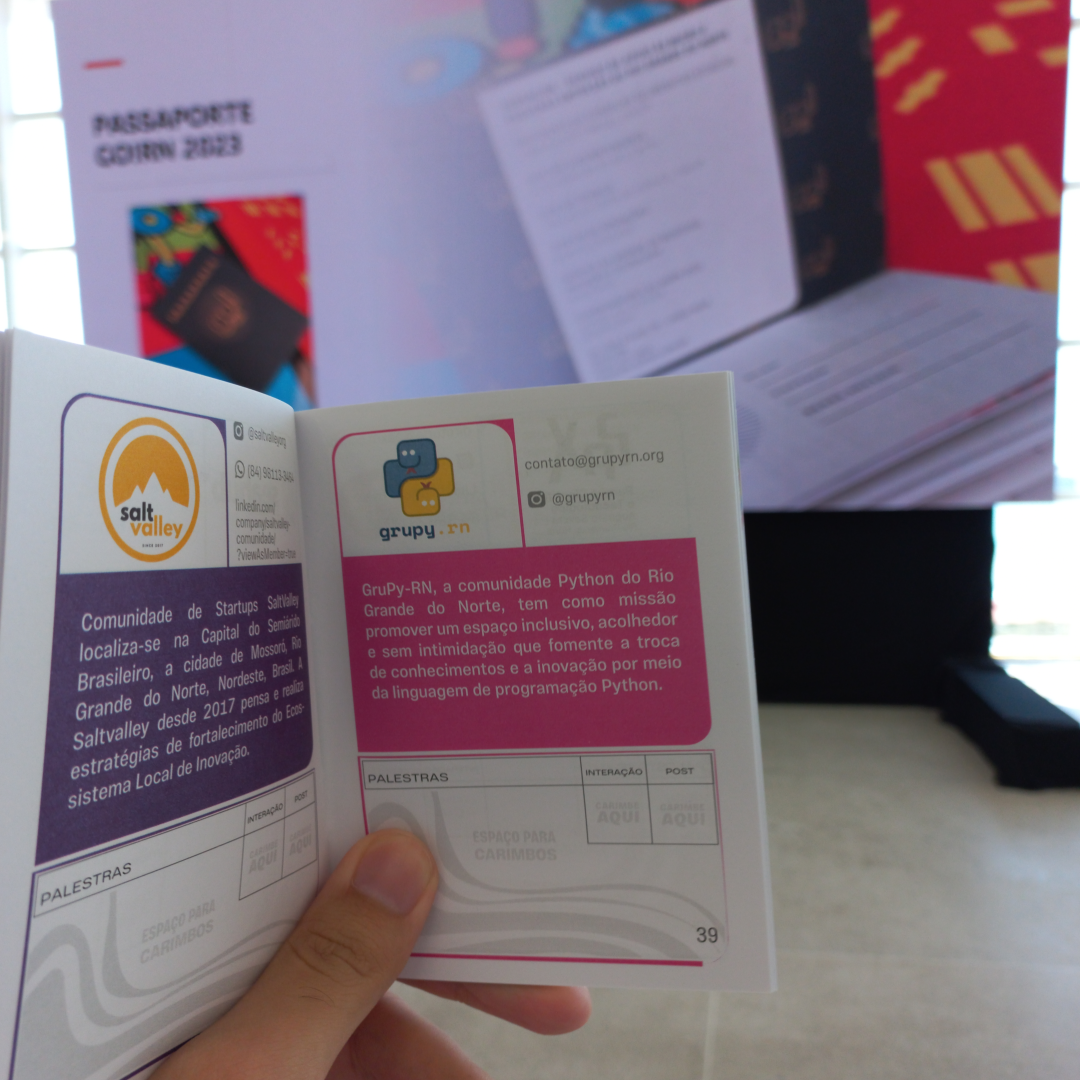 PASSAPORTE
GOIRN 2023
salt
valley
SINCE 2017
@saltvalleyorg
(84) 98113-3484
linkedin.com/
company/saltvalley-
comunidade/
?viewAsMember=true
Comunidade de Startups SaltValley
localiza-se na Capital do Semiárido
Brasileiro, a cidade de Mossoró, Rio
Grande do Norte, Nordeste, Brasil. A
Saltvalley desde 2017 pensa e realiza
estratégias de fortalecimento do Ecos-
sistema Local de Inovação.
PALESTRAS
INTERAÇÃO
POST
CARIMBE
AQUI
CARIMBE
AQUI
ESPAÇO PARA
CARIMBOS
grupy.rn
contato@grupyrn.org
@grupyrn
GruPy-RN, a comunidade Python do Rio
Grande do Norte, tem como missão
promover um espaço inclusivo, acolhedor
e sem intimidação que fomente a troca
de conhecimentos e a inovação por meio
da linguagem de programação Python.
PALESTRAS
INTERAÇÃO
POST
CARIMBE
AQUI
CARIMBE
AQUI
ESPAÇO PARA
CARIMBOS
39